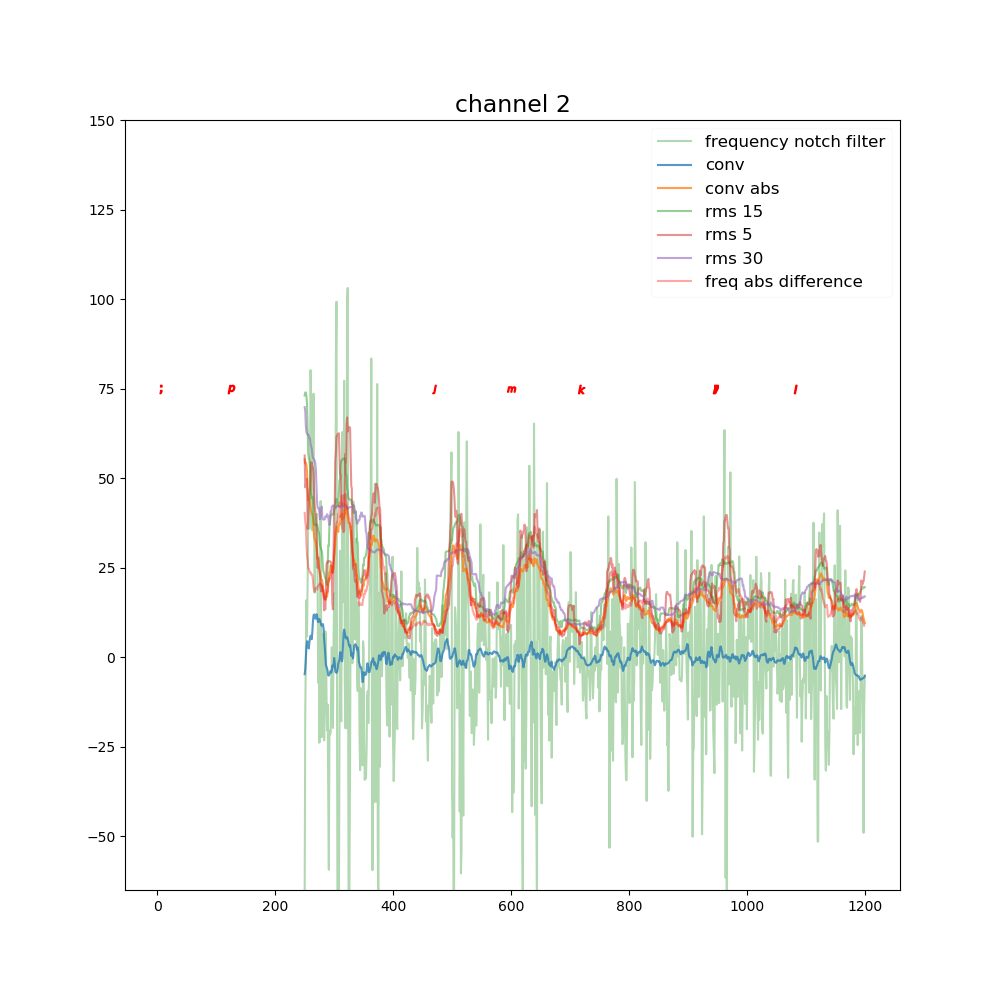 channel 2
150
125
100
75
50
25
0
−25
−50
frequency notch filter
conv
conv abs
rms 15
rms 5
rms 30
freq abs difference
; p j m k l
0 200 400 600 800 1000 1200